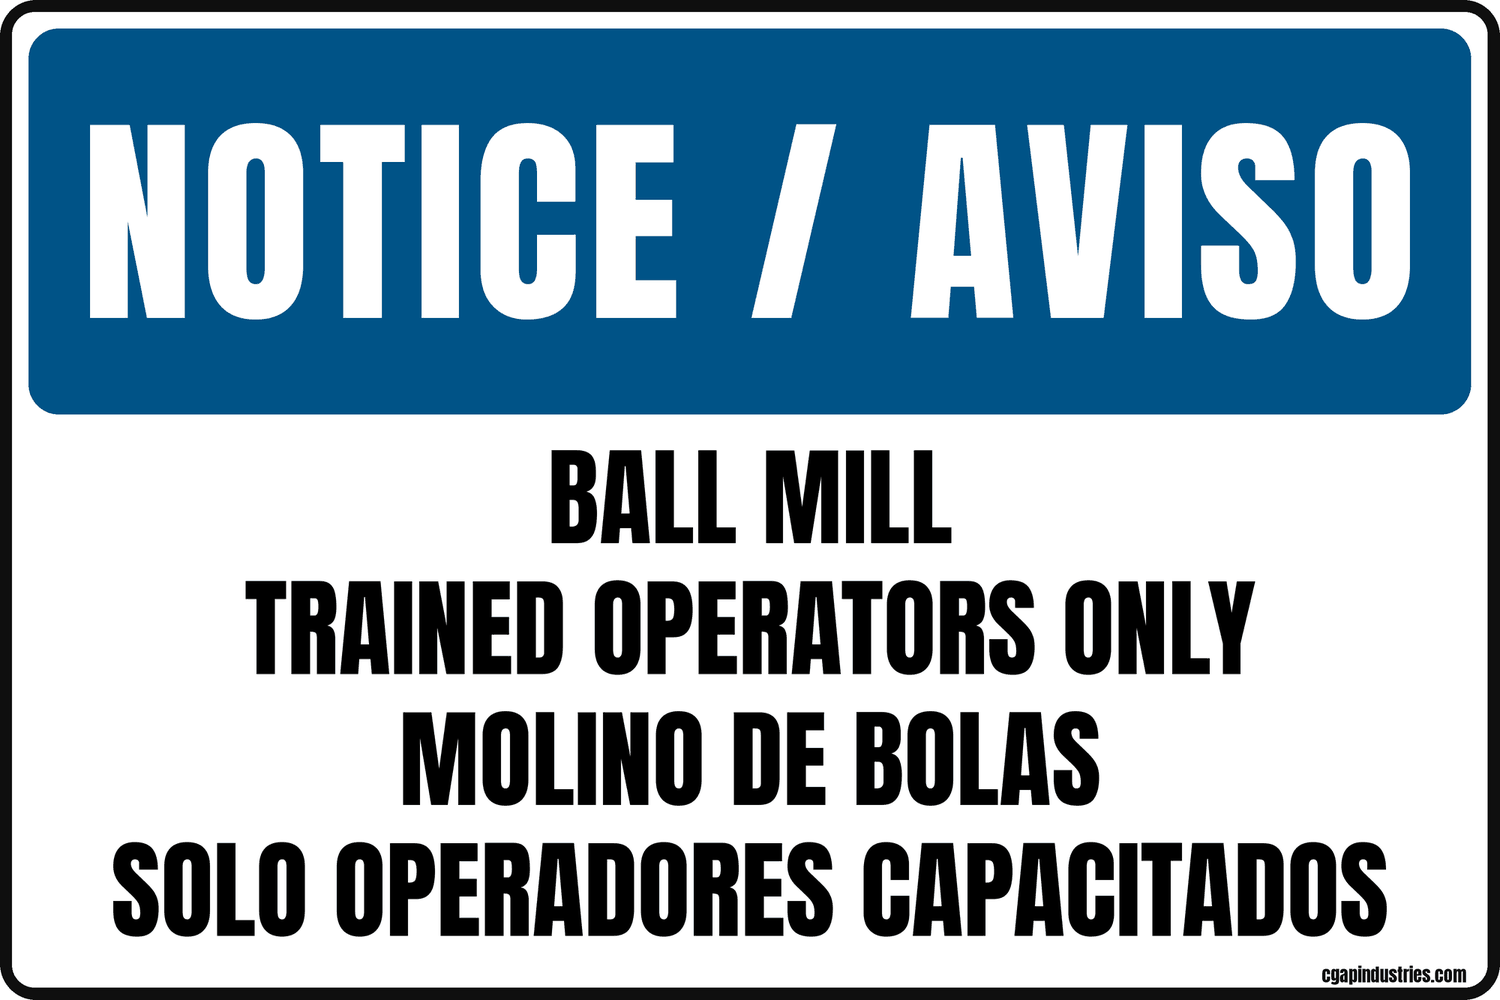 NOTICE / AVISO
BALL MILL
TRAINED OPERATORS ONLY
MOLINO DE BOLAS
SOLO OPERADORES CAPACITADOS
cgapindustries.com